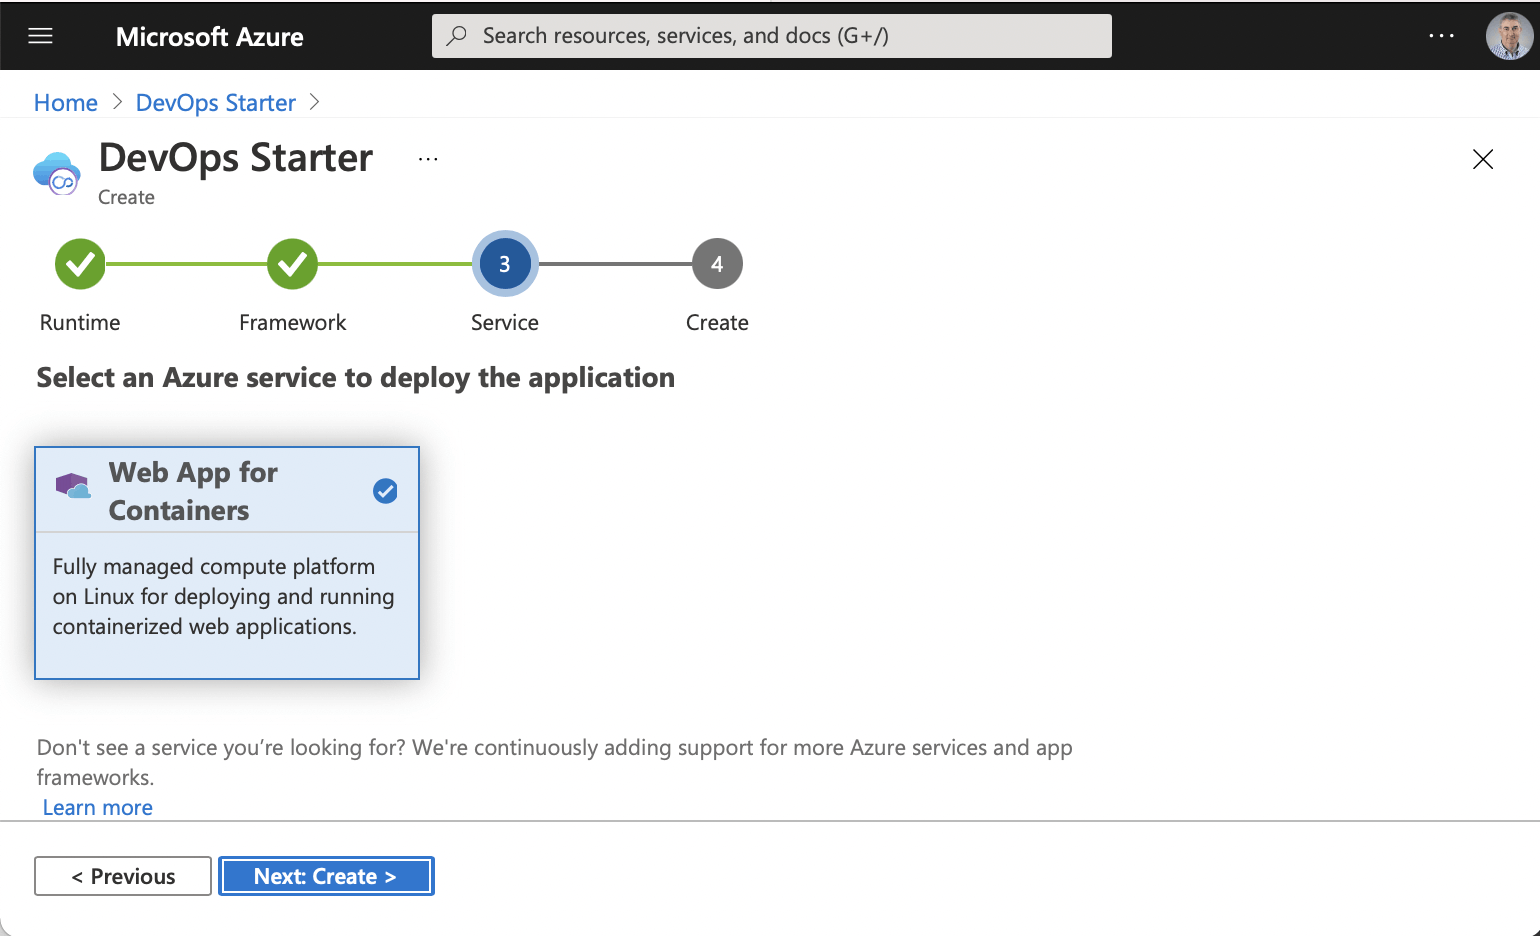 Microsoft Azure
Search resources, services, and docs (G+/)
...
Home > DevOps Starter >
DevOps Starter ...
Create
3
4
Runtime
Framework
Service
Create
Select an Azure service to deploy the application
Web App for
Containers
Fully managed compute platform
on Linux for deploying and running
containerized web applications.
Don't see a service you’re looking for? We're continuously adding support for more Azure services and app
frameworks.
Learn more
< Previous
Next: Create >